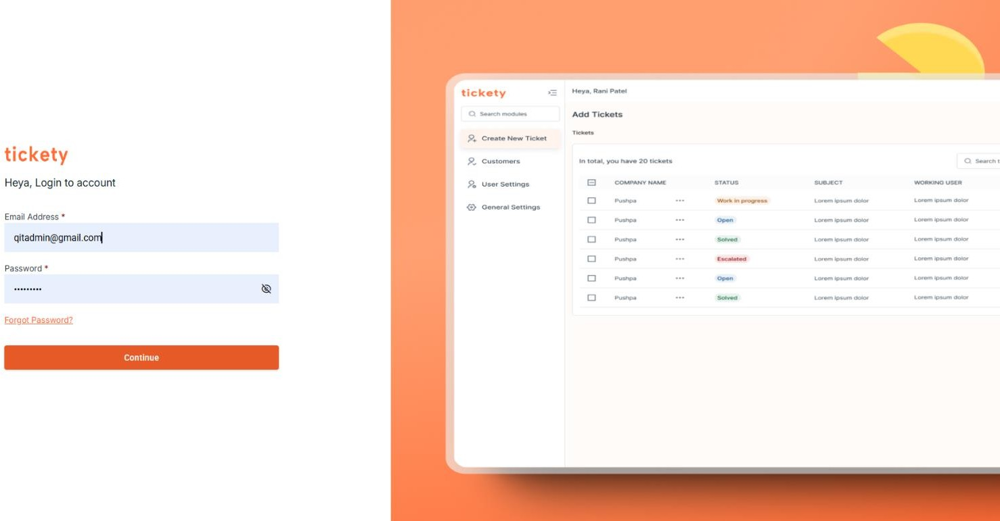 tickety
Heya, Login to account
Email Address *
qitadmin@gmail.com
Password *
•••••••••
Forgot Password?
Continue
tickety
Search modules
Create New Ticket
Customers
User Settings
General Settings
Heya, Rani Patel
Add Tickets
Tickets
In total, you have 20 tickets
Search t
COMPANY NAME STATUS SUBJECT WORKING USER
Pushpa ••• Work in progress Lorem ipsum dolor Lorem ipsum dolor
Pushpa ••• Open Lorem ipsum dolor Lorem ipsum dolor
Pushpa ••• Solved Lorem ipsum dolor Lorem ipsum dolor
Pushpa ••• Escalated Lorem ipsum dolor Lorem ipsum dolor
Pushpa ••• Open Lorem ipsum dolor Lorem ipsum dolor
Pushpa ••• Solved Lorem ipsum dolor Lorem ipsum dolor